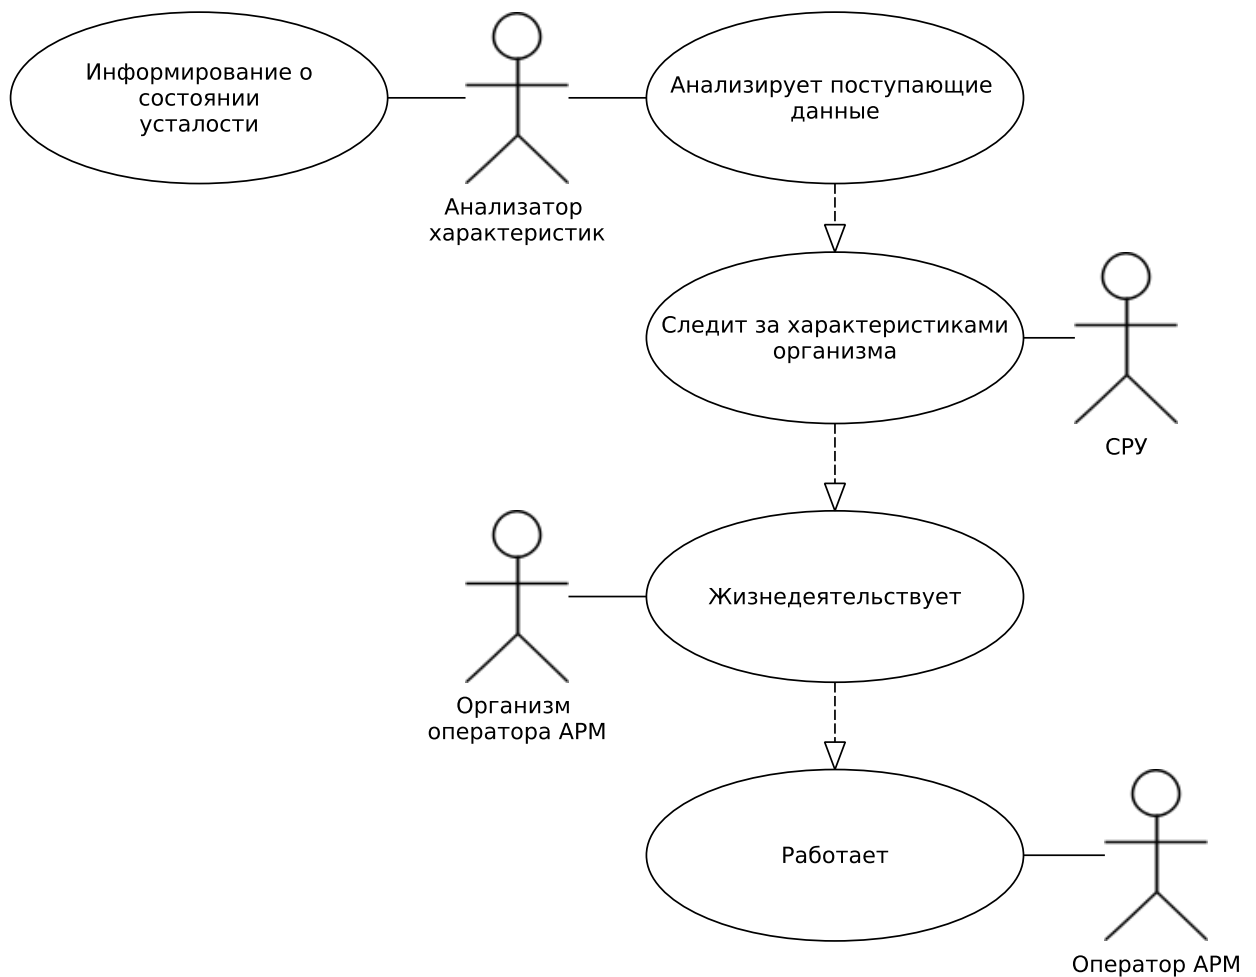 Информирование о
состоянии
усталости
Анализирует поступающие
данные
Анализатор
характеристик
Следит за характеристиками
организма
СРУ
Жизнедеятельствует
Организм
оператора АРМ
Работает
Оператор АРМ